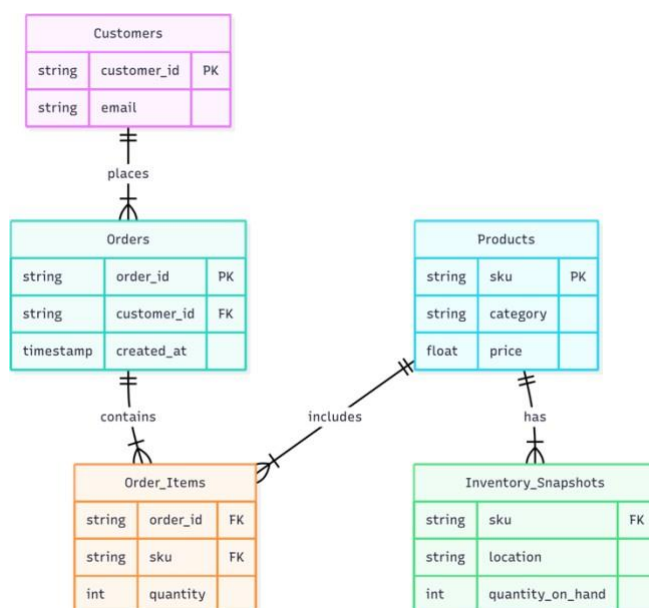 Customers
string customer_id PK
string email
places
Orders
string order_id PK
string customer_id FK
timestamp created_at
Products
string sku PK
string category
float price
contains
includes
has
Order_Items
string order_id FK
string sku FK
int quantity
Inventory_Snapshots
string sku FK
string location
int quantity_on_hand